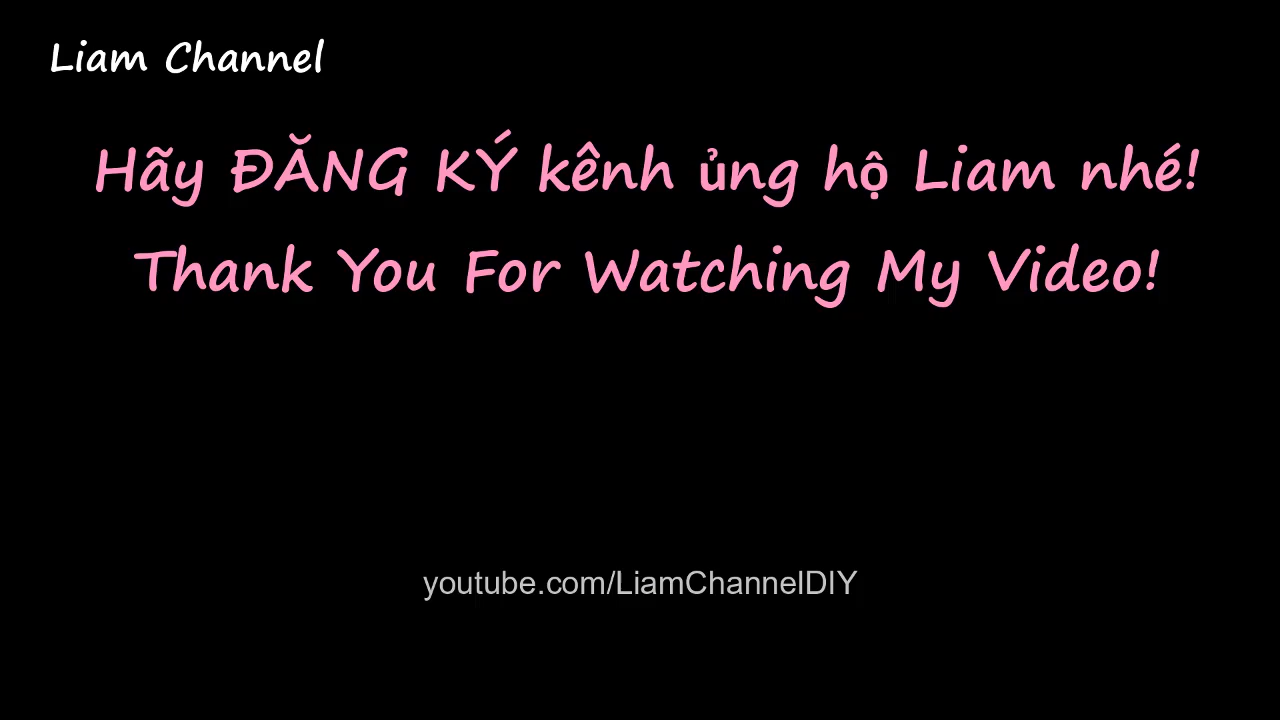 Liam Channel
Hãy ĐĂNG KÝ kênh ủng hộ Liam nhé!
Thank You For Watching My Video!
youtube.com/LiamChannelDIY